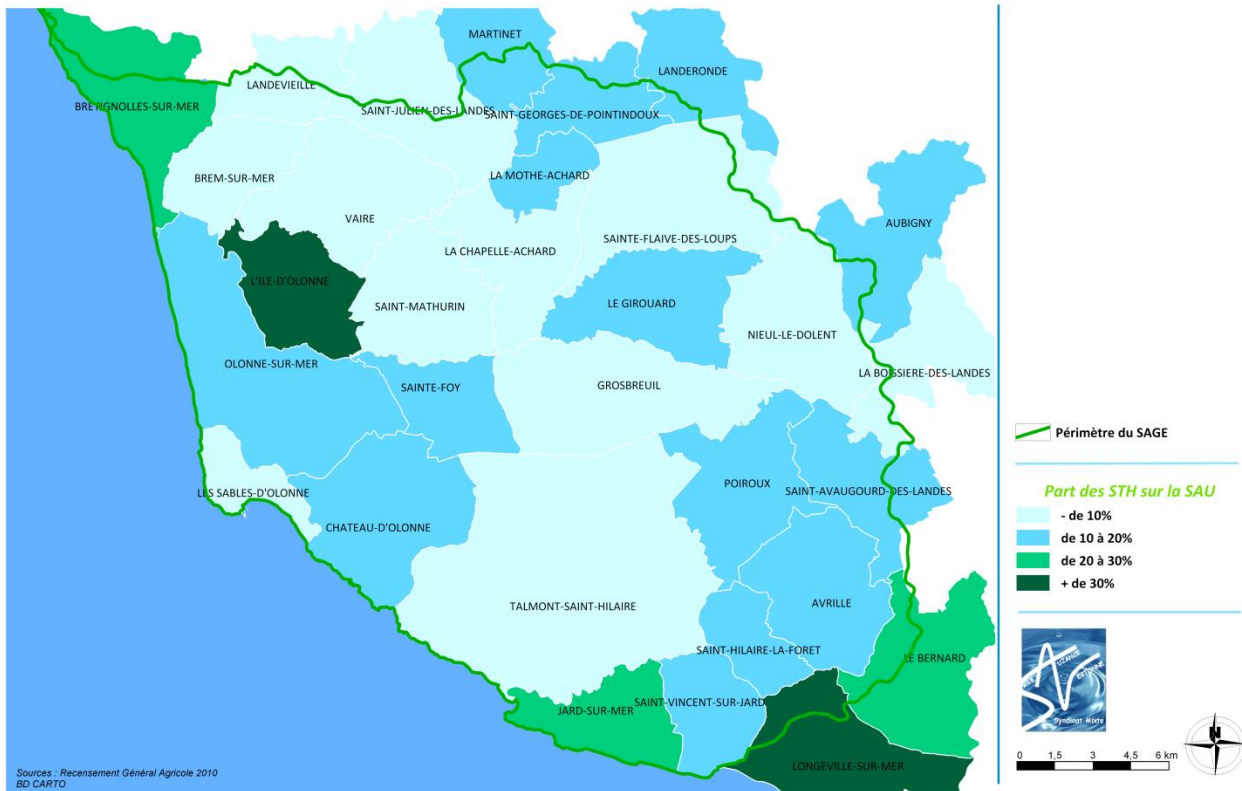 MARTINET
LANDERONDE
LANDEVIEILLE
BRETIGNOLLES-SUR-MER
SAINT-JULIEN-DES-LANDES
SAINT-GEORGES-DE-POINTINDOUX
LA MOTHE-ACHARD
BREM-SUR-MER
VAIRE
AUBIGNY
SAINTE-FLAIVE-DES-LOUPS
LA CHAPELLE-ACHARD
L'ILE-D'OLONNE
SAINT-MATHURIN
LE GIROUARD
NIEUL-LE-DOLENT
OLONNE-SUR-MER
LA BOISSIERE-DES-LANDES
SAINTE-FOY
GROSBREUIL
POIROUX
SAINT-AVAUGOURD-DES-LANDES
LES SABLES-D'OLONNE
CHATEAU-D'OLONNE
TALMONT-SAINT-HILAIRE
AVRILLE
SAINT-HILAIRE-LA-FORET
LE BERNARD
SAINT-VINCENT-SUR-JARD
JARD-SUR-MER
LONGEVILLE-SUR-MER
Sources : Recensement Général Agricole 2010
BD CARTO
Périmètre du SAGE
Part des STH sur la SAU
- de 10%
de 10 à 20%
de 20 à 30%
+ de 30%
Syndicat Mixte
N
0 1,5 3 4,5 6 km